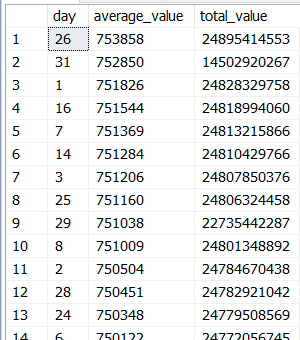 day average_value total_value
1 26 753858 24895414553
2 31 752850 14502920267
3 1 751826 24828329758
4 16 751544 24818994060
5 7 751369 24813215866
6 14 751284 24810429766
7 3 751206 24807850376
8 25 751160 24806324458
9 29 751038 22735442287
10 8 751009 24801348892
11 2 750504 24784670438
12 28 750451 24782921042
13 24 750348 24779508569
14 6 750122 24772056745